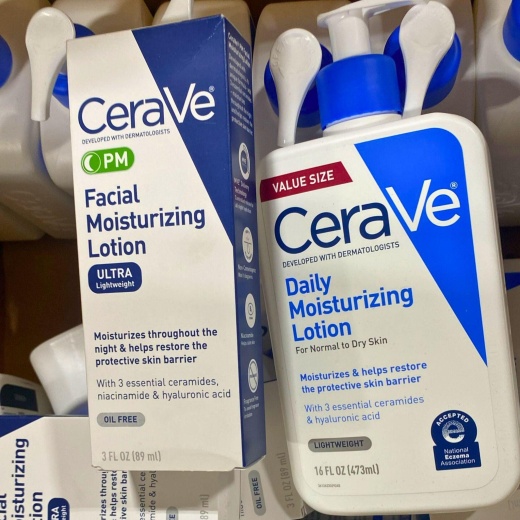 CeraVe®
DEVELOPED WITH DERMATOLOGISTS
PM
Facial
Moisturizing
Lotion
ULTRA
Lightweight
Moisturizes throughout the
night & helps restore the
protective skin barrier
With 3 essential ceramides,
niacinamide & hyaluronic acid
OIL FREE
3 FL OZ (89 ml)
VALUE SIZE
CeraVe®
DEVELOPED WITH DERMATOLOGISTS
Daily
Moisturizing
Lotion
For Normal to Dry Skin
Moisturizes & helps restore
the protective skin barrier
With 3 essential ceramides
& hyaluronic acid
LIGHTWEIGHT
16 FL OZ (473ml)
ACCEPTED
National
Eczema
Association
OIL FREE